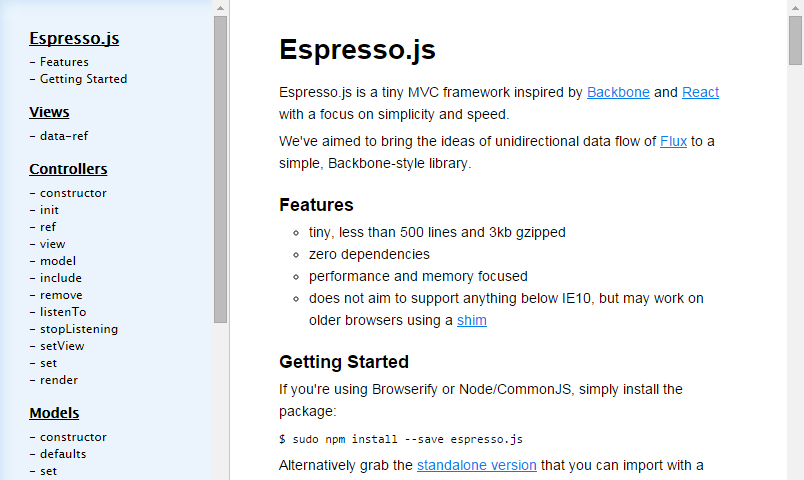 Espresso.js
- Features
- Getting Started
Views
- data-ref
Controllers
- constructor
- init
- ref
- view
- model
- include
- remove
- listenTo
- stopListening
- setView
- set
- render
Models
- constructor
- defaults
- set
Espresso.js
Espresso.js is a tiny MVC framework inspired by Backbone and React
with a focus on simplicity and speed.
We've aimed to bring the ideas of unidirectional data flow of Flux to a
simple, Backbone-style library.
Features
tiny, less than 500 lines and 3kb gzipped
zero dependencies
performance and memory focused
does not aim to support anything below IE10, but may work on
older browsers using a shim
Getting Started
If you're using Browserify or Node/CommonJS, simply install the
package:
$ sudo npm install --save espresso.js
Alternatively grab the standalone version that you can import with a